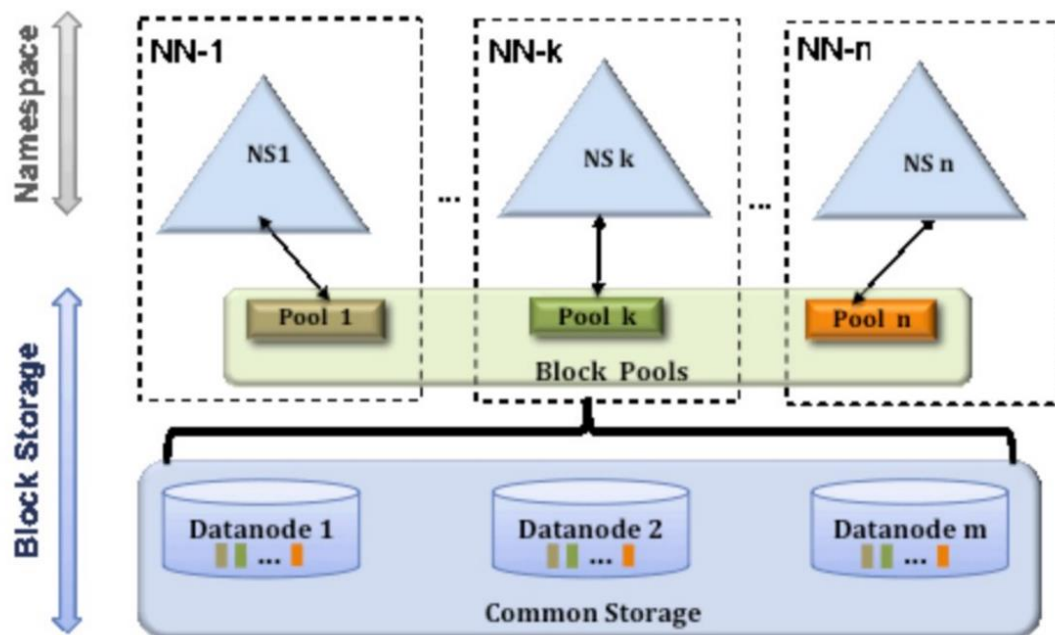 Namespace
Block Storage
NN-1
NN-k
NN-n
NS1
NS k
NS n
...
...
Pool 1
Pool k
Pool n
Block Pools
Datanode 1
...
Datanode 2
...
Datanode m
...
Common Storage